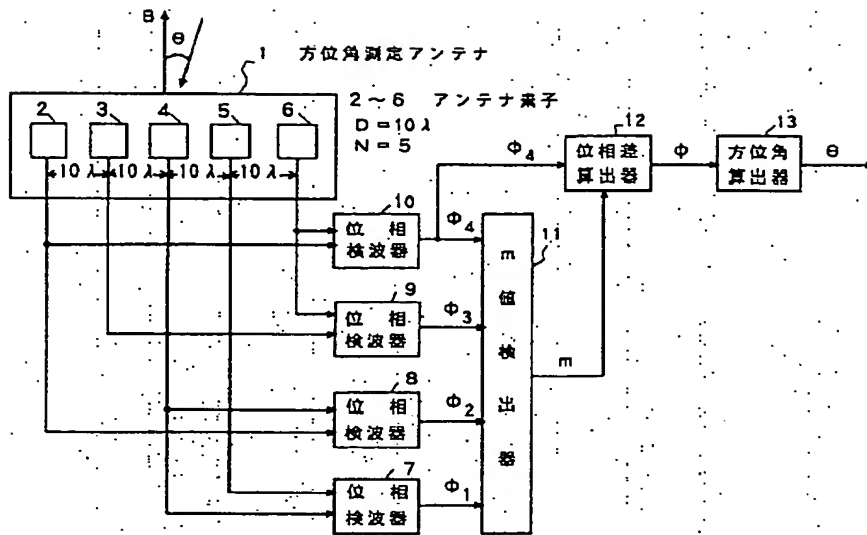 B
θ
1 方位角測定アンテナ
2 3 4 5 6
2～6 アンテナ素子
D=10λ
N=5
10λ 10λ 10λ 10λ
12
位相差
算出器
Φ4
Φ
13
方位角
算出器
θ
10
位相
検波器
Φ4
11
m値検出器
m
9
位相
検波器
Φ3
8
位相
検波器
Φ2
7
位相
検波器
Φ1